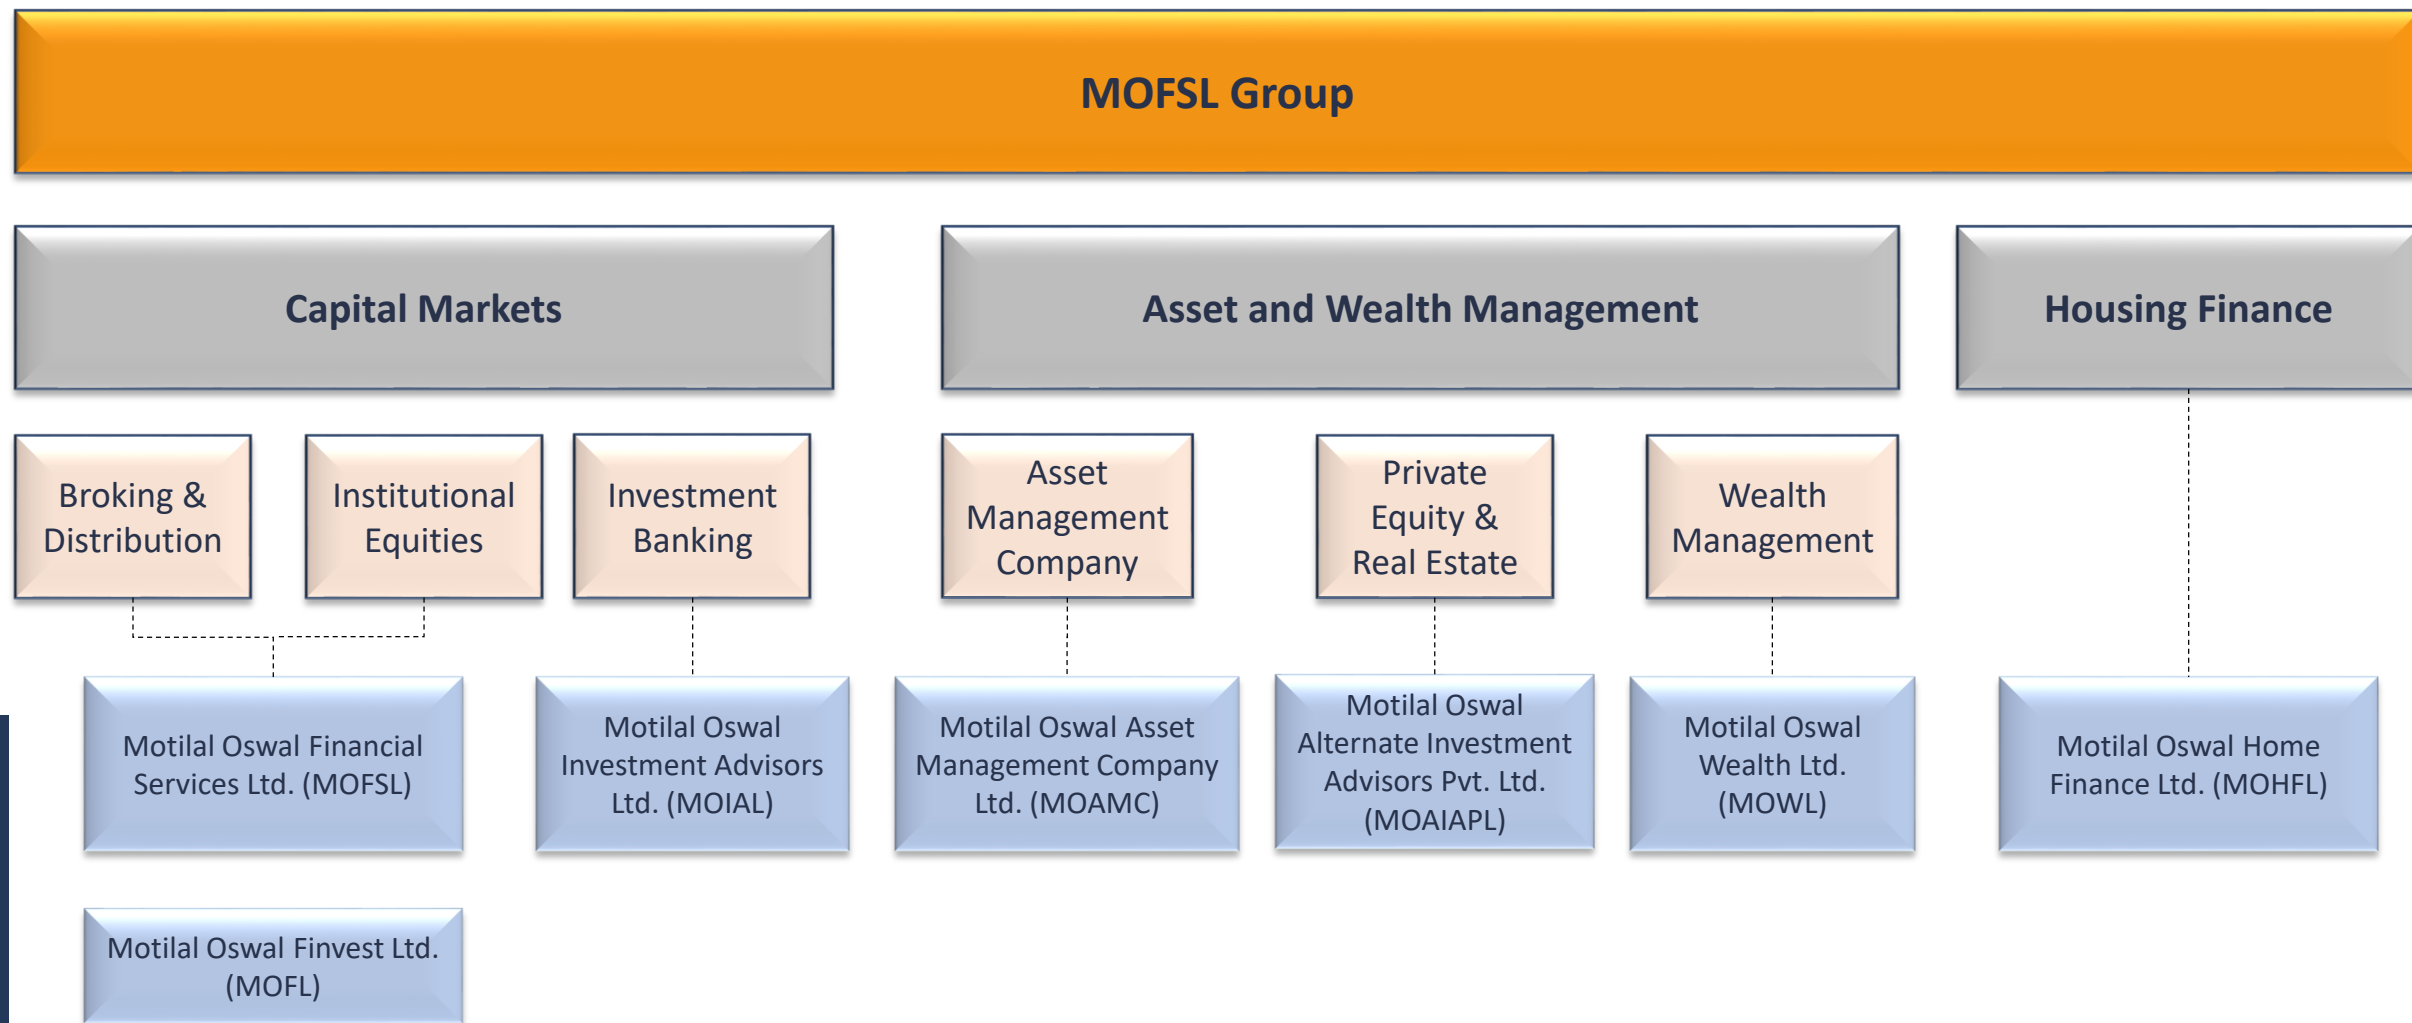 MOFSL Group
Capital Markets
Asset and Wealth Management
Housing Finance
Broking &
Distribution
Institutional
Equities
Investment
Banking
Asset
Management
Company
Private
Equity &
Real Estate
Wealth
Management
Motilal Oswal Financial
Services Ltd. (MOFSL)
Motilal Oswal
Investment Advisors
Ltd. (MOIAL)
Motilal Oswal Asset
Management Company
Ltd. (MOAMC)
Motilal Oswal
Alternate Investment
Advisors Pvt. Ltd.
(MOAIAPL)
Motilal Oswal
Wealth Ltd.
(MOWL)
Motilal Oswal Home
Finance Ltd. (MOHFL)
Motilal Oswal Finvest Ltd.
(MOFL)